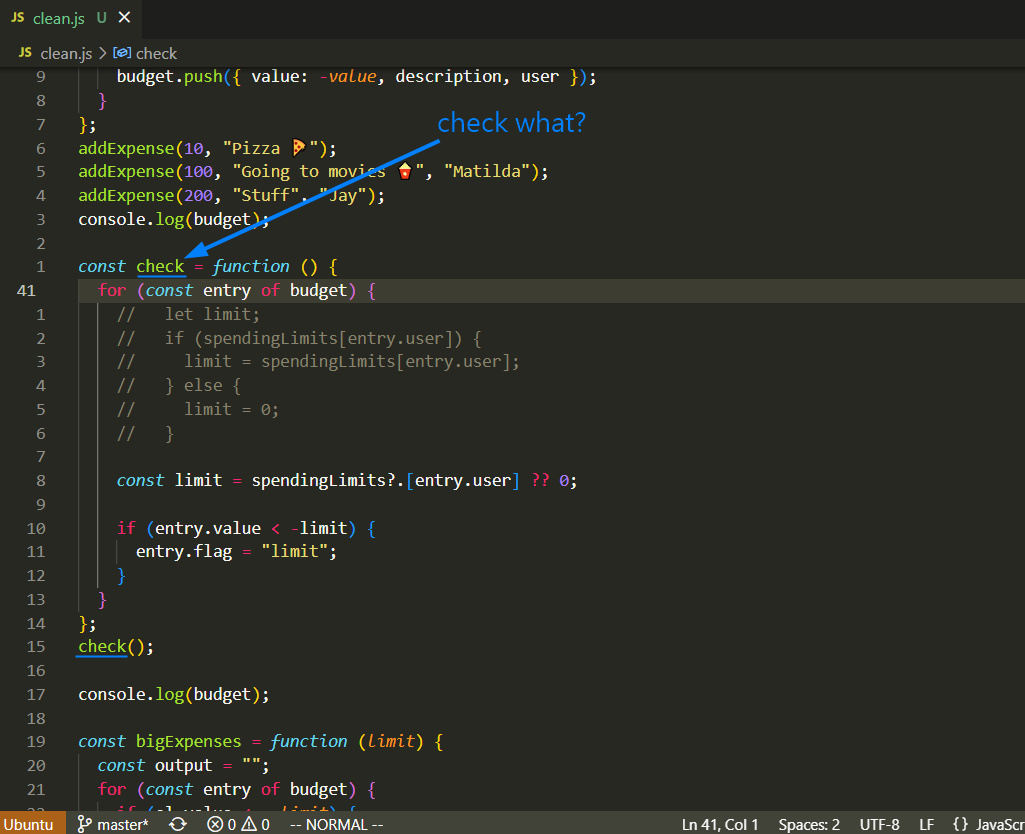 JS clean.js U ✕
JS clean.js > check
9 budget.push({ value: -value, description, user });
8 }
7 };
check what?
6 addExpense(10, "Pizza 🍕");
5 addExpense(100, "Going to movies 🍿", "Matilda");
4 addExpense(200, "Stuff", "Jay");
3 console.log(budget);
2
1 const check = function () {
41 for (const entry of budget) {
1 // let limit;
2 // if (spendingLimits[entry.user]) {
3 // limit = spendingLimits[entry.user];
4 // } else {
5 // limit = 0;
6 // }
7
8 const limit = spendingLimits?.[entry.user] ?? 0;
9
10 if (entry.value < -limit) {
11 entry.flag = "limit";
12 }
13 }
14 };
15 check();
16
17 console.log(budget);
18
19 const bigExpenses = function (limit) {
20 const output = "";
21 for (const entry of budget) {
Ubuntu master* 0 0 -- NORMAL -- Ln 41, Col 1 Spaces: 2 UTF-8 LF {} JavaScr